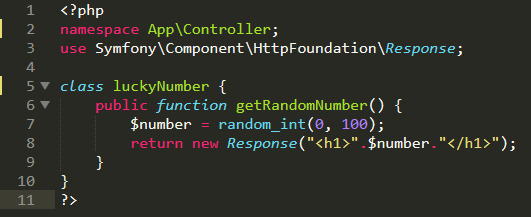 1 <?php
2 namespace App\Controller;
3 use Symfony\Component\HttpFoundation\Response;
4
5 class luckyNumber {
6 public function getRandomNumber() {
7 $number = random_int(0, 100);
8 return new Response("<h1>".$number."</h1>");
9 }
10 }
11 ?>